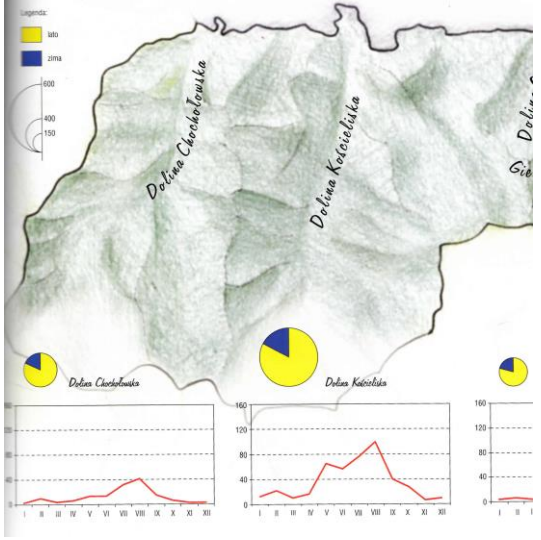 Legenda:
lato
zima
600
400
150
Dolina Chochołowska
Dolina Kościeliska
Dolina
Dolina Chochołowska
Dolina Kościeliska
120
80
40
0
I II III IV V VI VII VIII IX X XI XII
160
120
80
40
0
I II III IV V VI VII VIII IX X XI XII
160
120
80
40
0
I II III